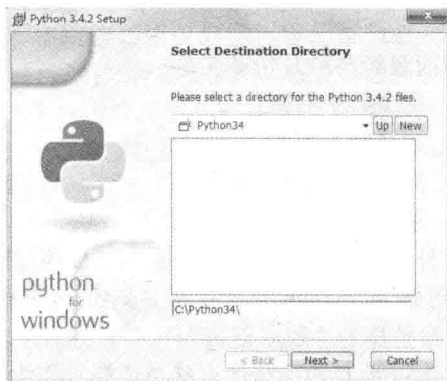 Python 3.4.2 Setup
Select Destination Directory
Please select a directory for the Python 3.4.2 files.
Python34
Up New
C:\Python34\
python
for
windows
< Back Next > Cancel